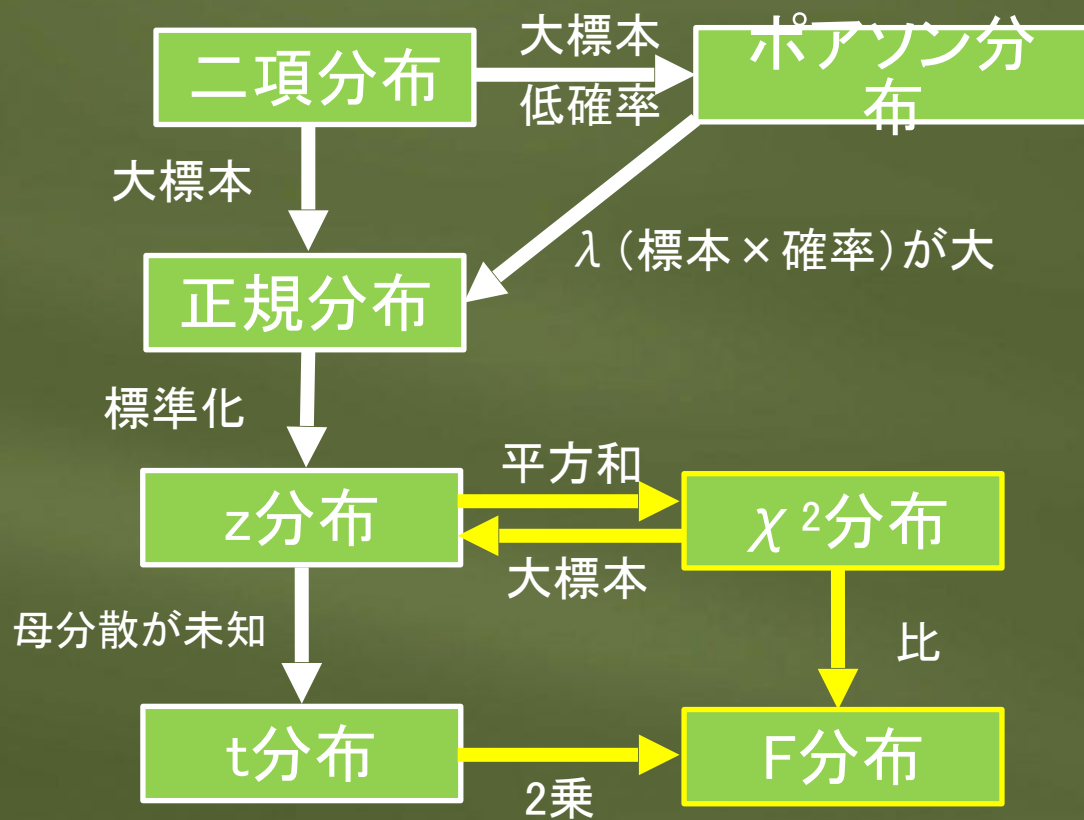 二項分布
大標本
低確率
ポアソン分
布
大標本
λ(標本×確率)が大
正規分布
標準化
z分布
平方和
大標本
χ2分布
母分散が未知
比
t分布
2乗
F分布